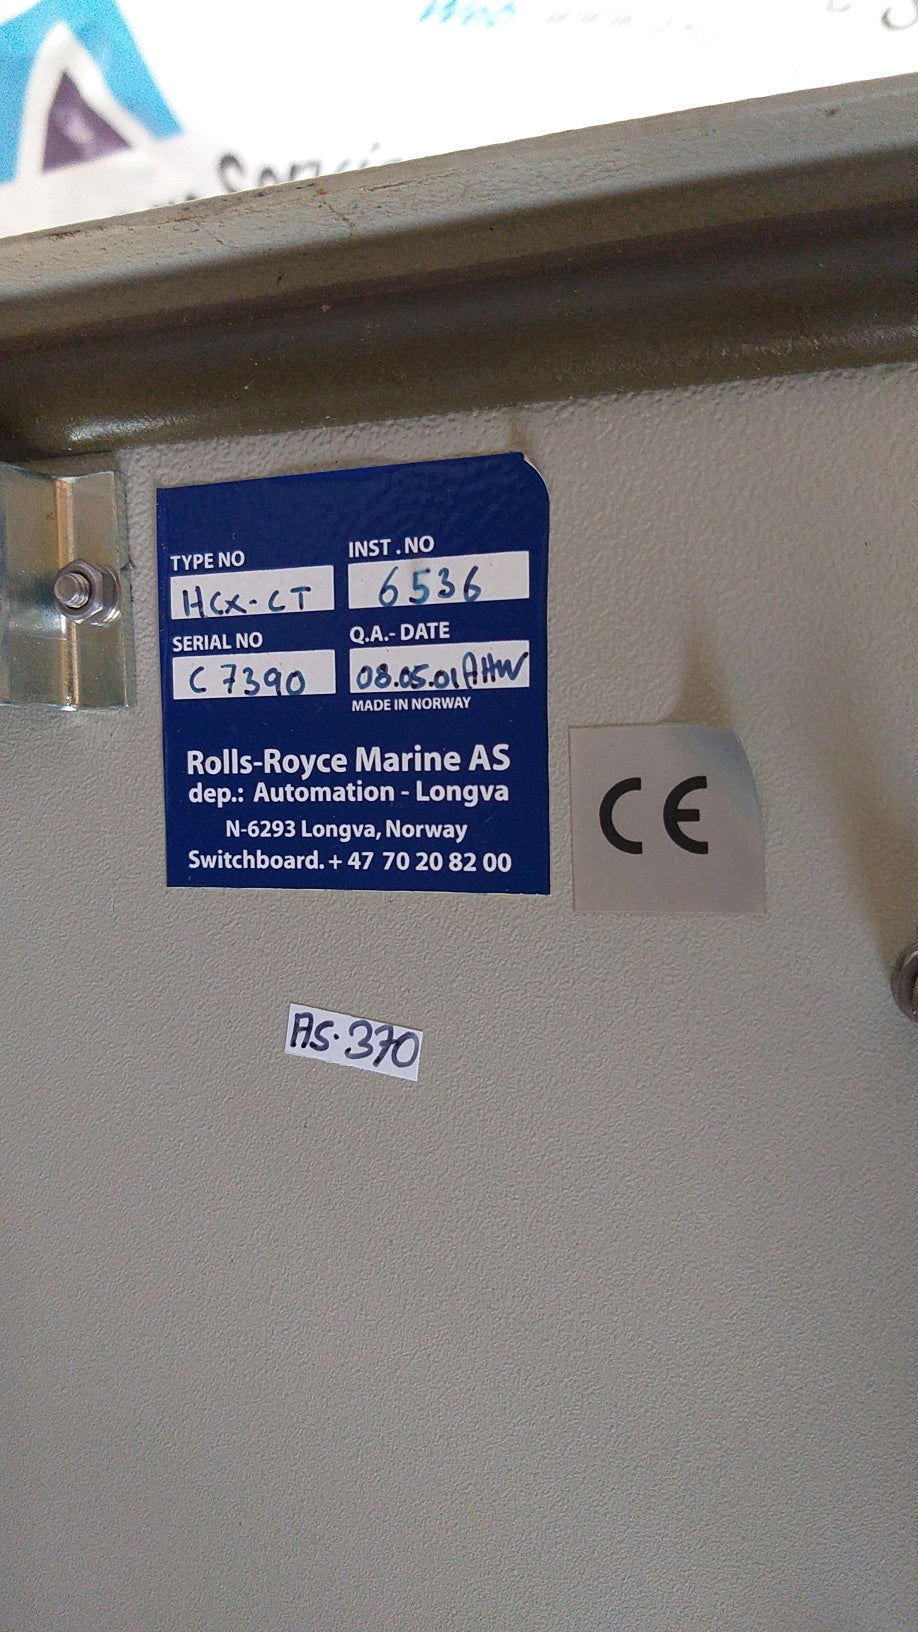 TYPE NO INST . NO
HCX-CT 6536
SERIAL NO Q.A.- DATE
C 7390 08.05.01 AHW
MADE IN NORWAY
Rolls-Royce Marine AS
dep.: Automation - Longva
N-6293 Longva, Norway
Switchboard. + 47 70 20 82 00
CE
AS.370